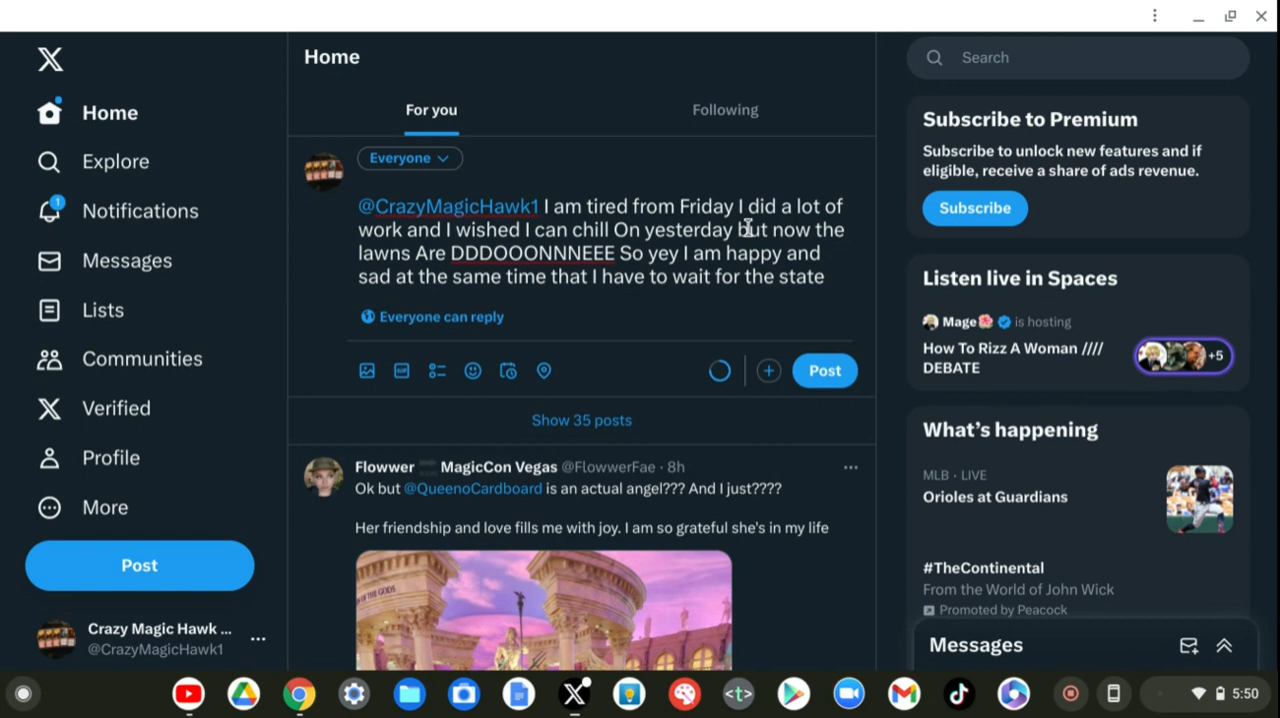 Home
Explore
Notifications
1
Messages
Lists
Communities
Verified
Profile
More
Post
Crazy Magic Hawk ...
@CrazyMagicHawk1
Home
For you
Following
Everyone
@CrazyMagicHawk1 I am tired from Friday I did a lot of
work and I wished I can chill On yesterday but now the
lawns Are DDDOOONNNEEE So yey I am happy and
sad at the same time that I have to wait for the state
Everyone can reply
GIF
Post
Show 35 posts
Flowwer MagicCon Vegas @FlowwerFae · 8h
Ok but @QueenoCardboard is an actual angel??? And I just????
Her friendship and love fills me with joy. I am so grateful she's in my life
OF THE GODS
Search
Subscribe to Premium
Subscribe to unlock new features and if
eligible, receive a share of ads revenue.
Subscribe
Listen live in Spaces
Mage is hosting
How To Rizz A Woman ////
DEBATE
+5
What's happening
MLB · LIVE
Orioles at Guardians
#TheContinental
From the World of John Wick
Promoted by Peacock
Messages
<t>
5:50